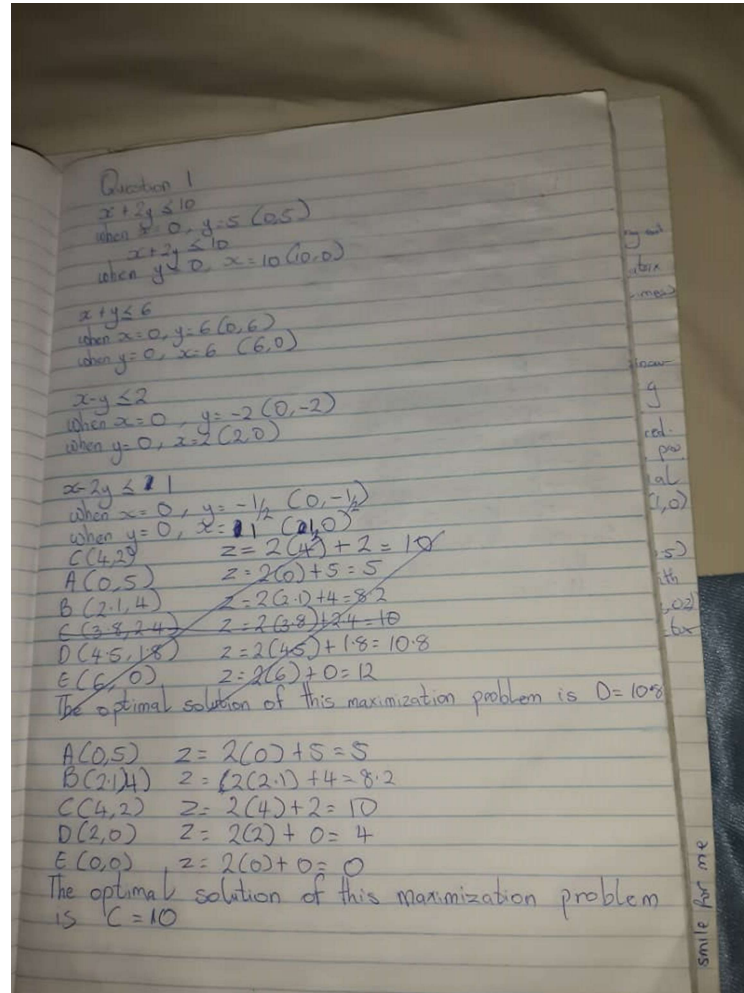 Question 1
x + 2y ≤ 10
when x = 0, y = 5 (0,5)
x + 2y ≤ 10
when y = 0, x = 10 (10,0)
x + y ≤ 6
when x = 0, y = 6 (0,6)
when y = 0, x = 6 (6,0)
x - y ≤ 2
when x = 0, y = -2 (0,-2)
when y = 0, x = 2 (2,0)
x - 2y ≤ 1
when x = 0, y = -1/2 (0,-1/2)
when y = 0, x = 1 (1,0)
C(4,2) z = 2(4) + 2 = 10
A(0,5) z = 2(0) + 5 = 5
B(2.1,4) z = 2(2.1) + 4 = 8.2
C(3.8,2.4) z = 2(3.8) + 2.4 = 10
D(4.5,1.8) z = 2(4.5) + 1.8 = 10.8
E(6,0) z = 2(6) + 0 = 12
The optimal solution of this maximization problem is D = 10.8
A(0,5) z = 2(0) + 5 = 5
B(2.1,4) z = (2(2.1) + 4 = 8.2
C(4,2) z = 2(4) + 2 = 10
D(2,0) z = 2(2) + 0 = 4
E(0,0) z = 2(0) + 0 = 0
The optimal solution of this maximization problem
is C = 10
smile for me